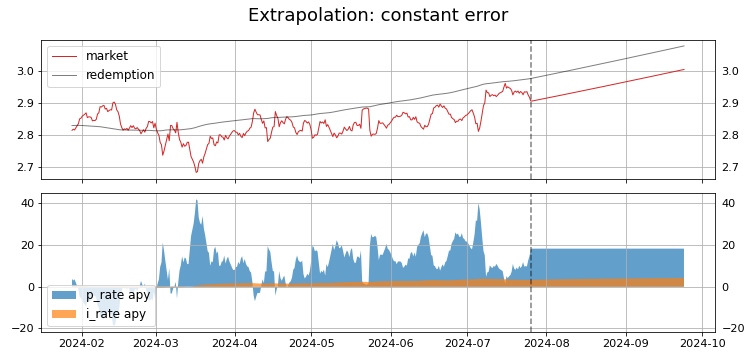 Extrapolation: constant error
market
redemption
3.0 3.0
2.9 2.9
2.8 2.8
2.7 2.7
40 40
20 20
0 0
−20 −20
p_rate apy
i_rate apy
2024-02 2024-03 2024-04 2024-05 2024-06 2024-07 2024-08 2024-09 2024-10